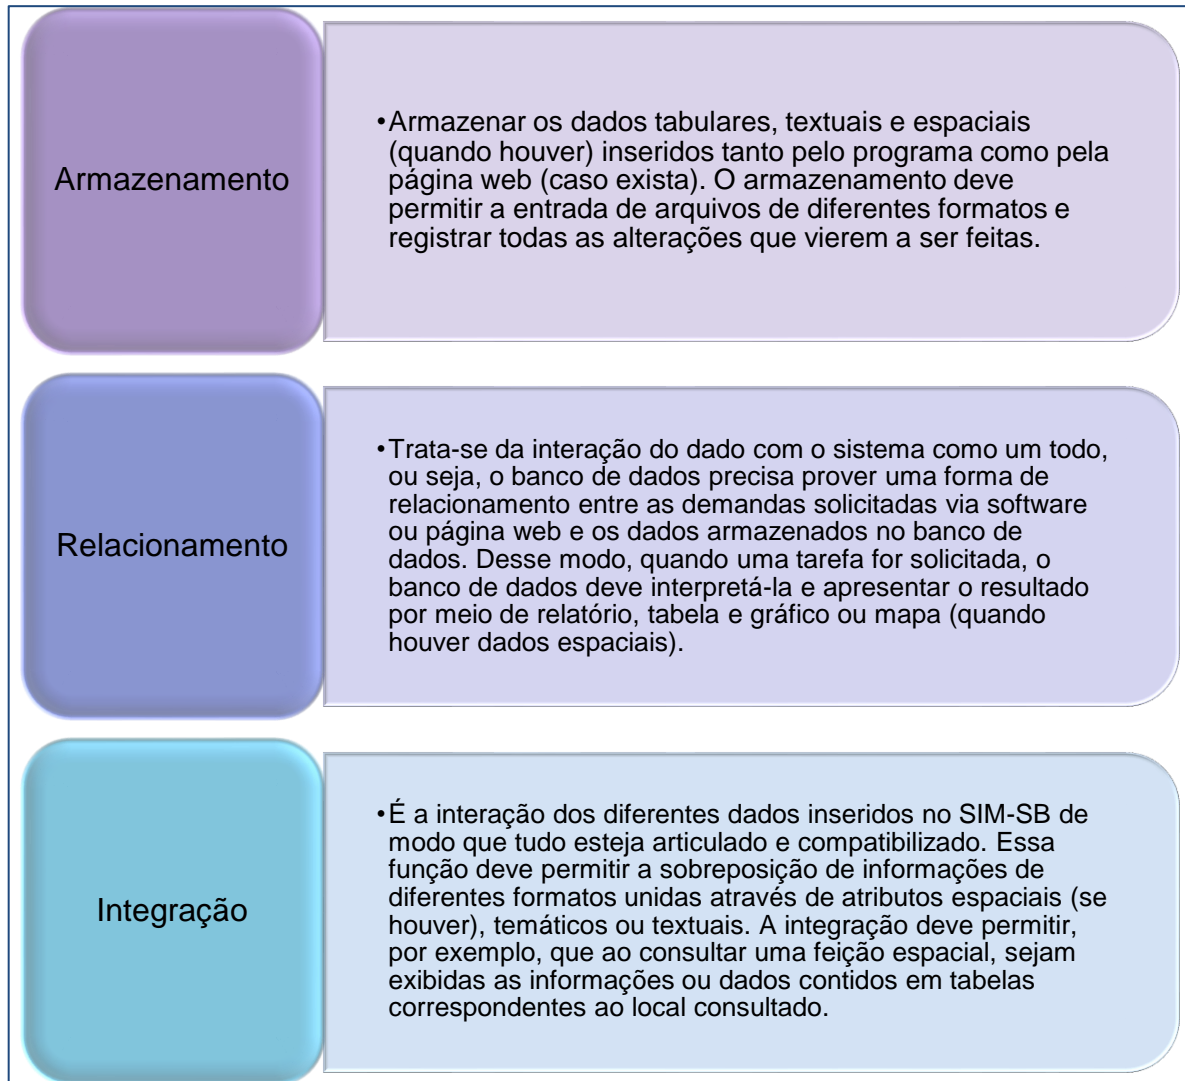 Armazenamento
•Armazenar os dados tabulares, textuais e espaciais
(quando houver) inseridos tanto pelo programa como pela
página web (caso exista). O armazenamento deve
permitir a entrada de arquivos de diferentes formatos e
registrar todas as alterações que vierem a ser feitas.
Relacionamento
•Trata-se da interação do dado com o sistema como um todo,
ou seja, o banco de dados precisa prover uma forma de
relacionamento entre as demandas solicitadas via software
ou página web e os dados armazenados no banco de
dados. Desse modo, quando uma tarefa for solicitada, o
banco de dados deve interpretá-la e apresentar o resultado
por meio de relatório, tabela e gráfico ou mapa (quando
houver dados espaciais).
Integração
•É a interação dos diferentes dados inseridos no SIM-SB de
modo que tudo esteja articulado e compatibilizado. Essa
função deve permitir a sobreposição de informações de
diferentes formatos unidas através de atributos espaciais (se
houver), temáticos ou textuais. A integração deve permitir,
por exemplo, que ao consultar uma feição espacial, sejam
exibidas as informações ou dados contidos em tabelas
correspondentes ao local consultado.